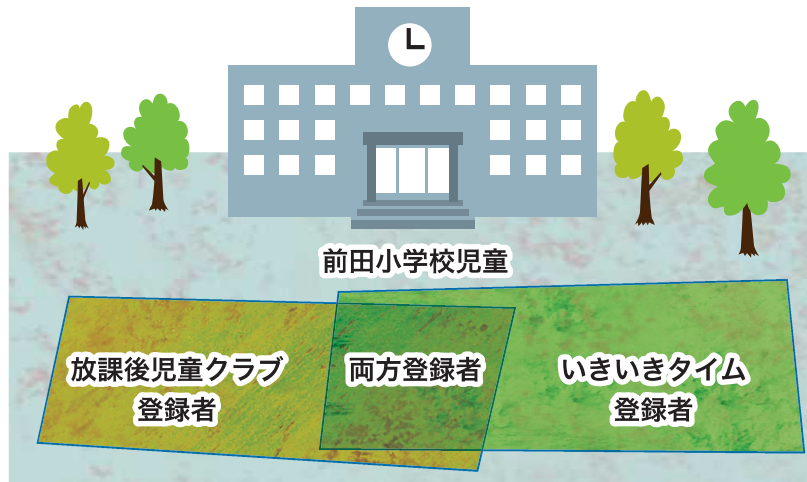 前田小学校児童
放課後児童クラブ
登録者
両方登録者
いきいきタイム
登録者